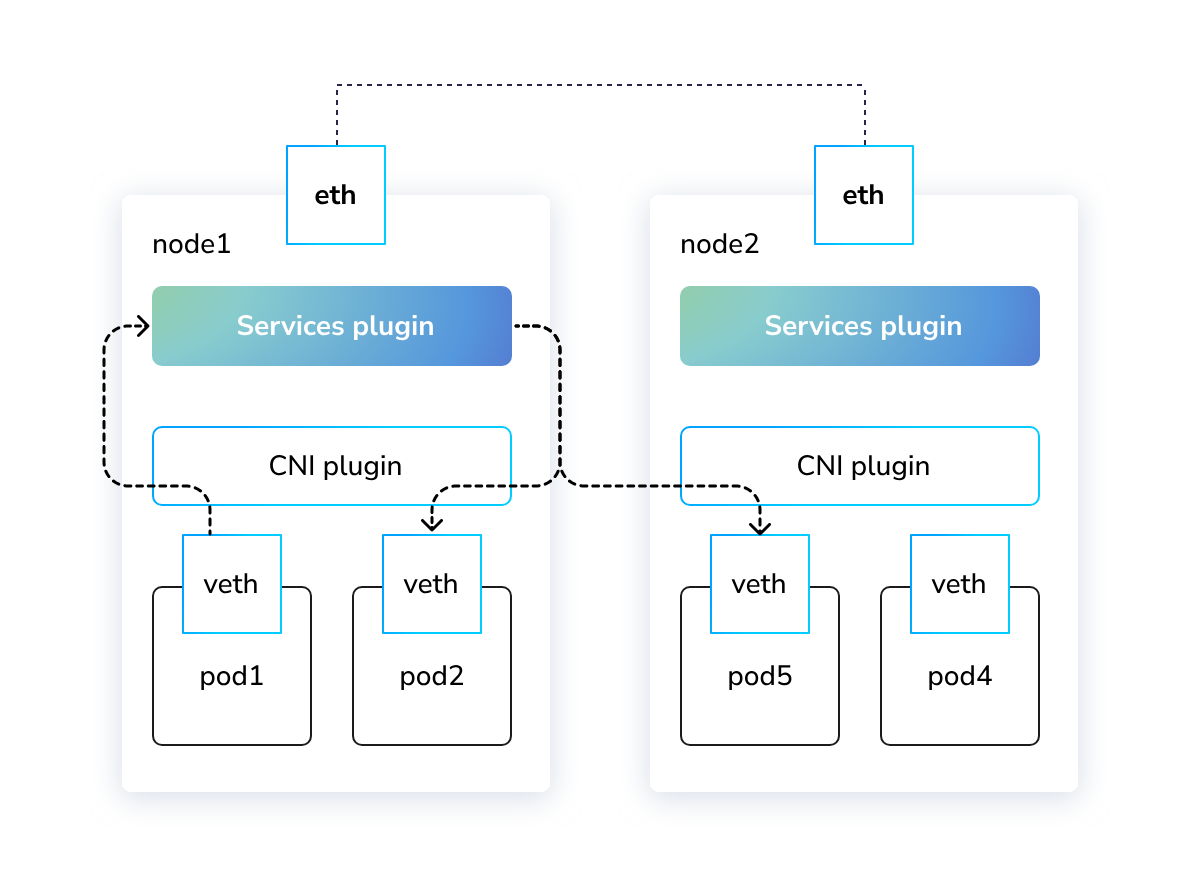 eth
eth
node1
node2
Services plugin
Services plugin
CNI plugin
CNI plugin
veth
veth
veth
veth
pod1
pod2
pod5
pod4